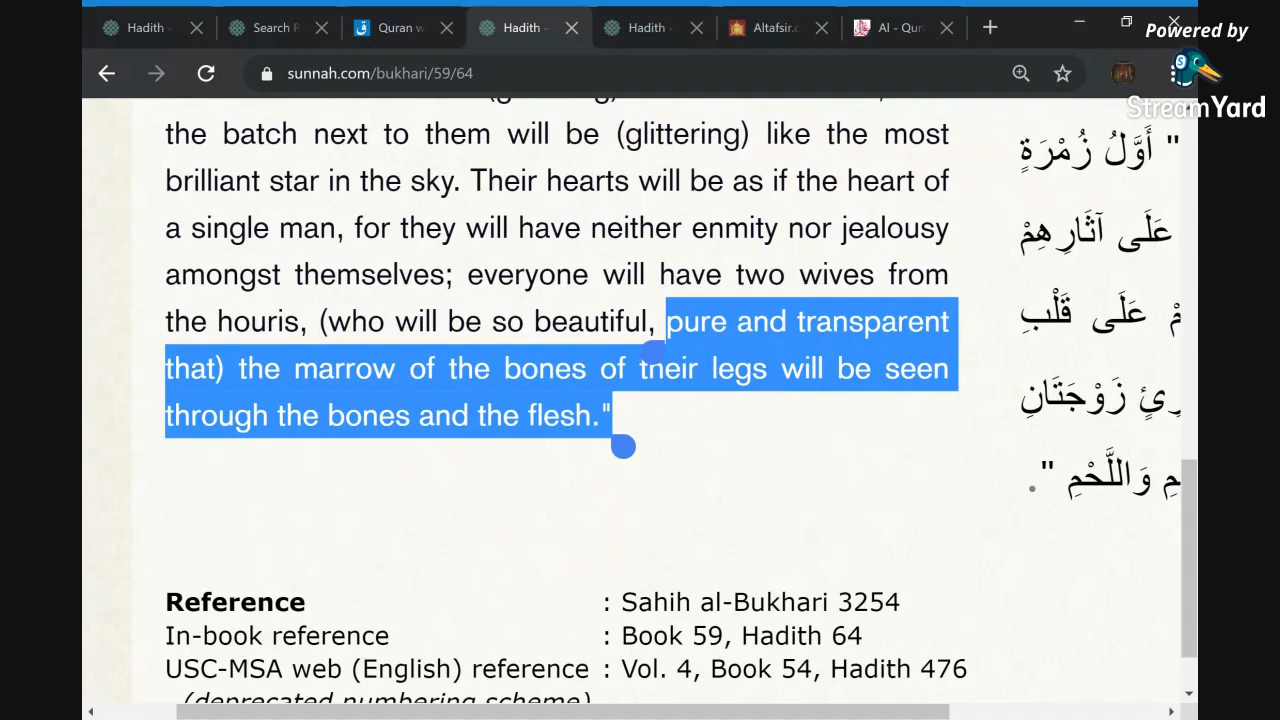 Hadith -
Search R
Quran w
Hadith -
Hadith -
Altafsir.c
Al - Qur
Powered by
StreamYard
sunnah.com/bukhari/59/64
the batch next to them will be (glittering) like the most
brilliant star in the sky. Their hearts will be as if the heart of
a single man, for they will have neither enmity nor jealousy
amongst themselves; everyone will have two wives from
the houris, (who will be so beautiful, pure and transparent
that) the marrow of the bones of their legs will be seen
through the bones and the flesh."
" أَوَّلُ زُمْرَةٍ
عَلَى آثَارِهِمْ
مْ عَلَى قَلْبِ
رِئٍ زَوْجَتَانِ
مِ وَاللَّحْمِ ".
Reference : Sahih al-Bukhari 3254
In-book reference : Book 59, Hadith 64
USC-MSA web (English) reference : Vol. 4, Book 54, Hadith 476
(deprecated numbering scheme)